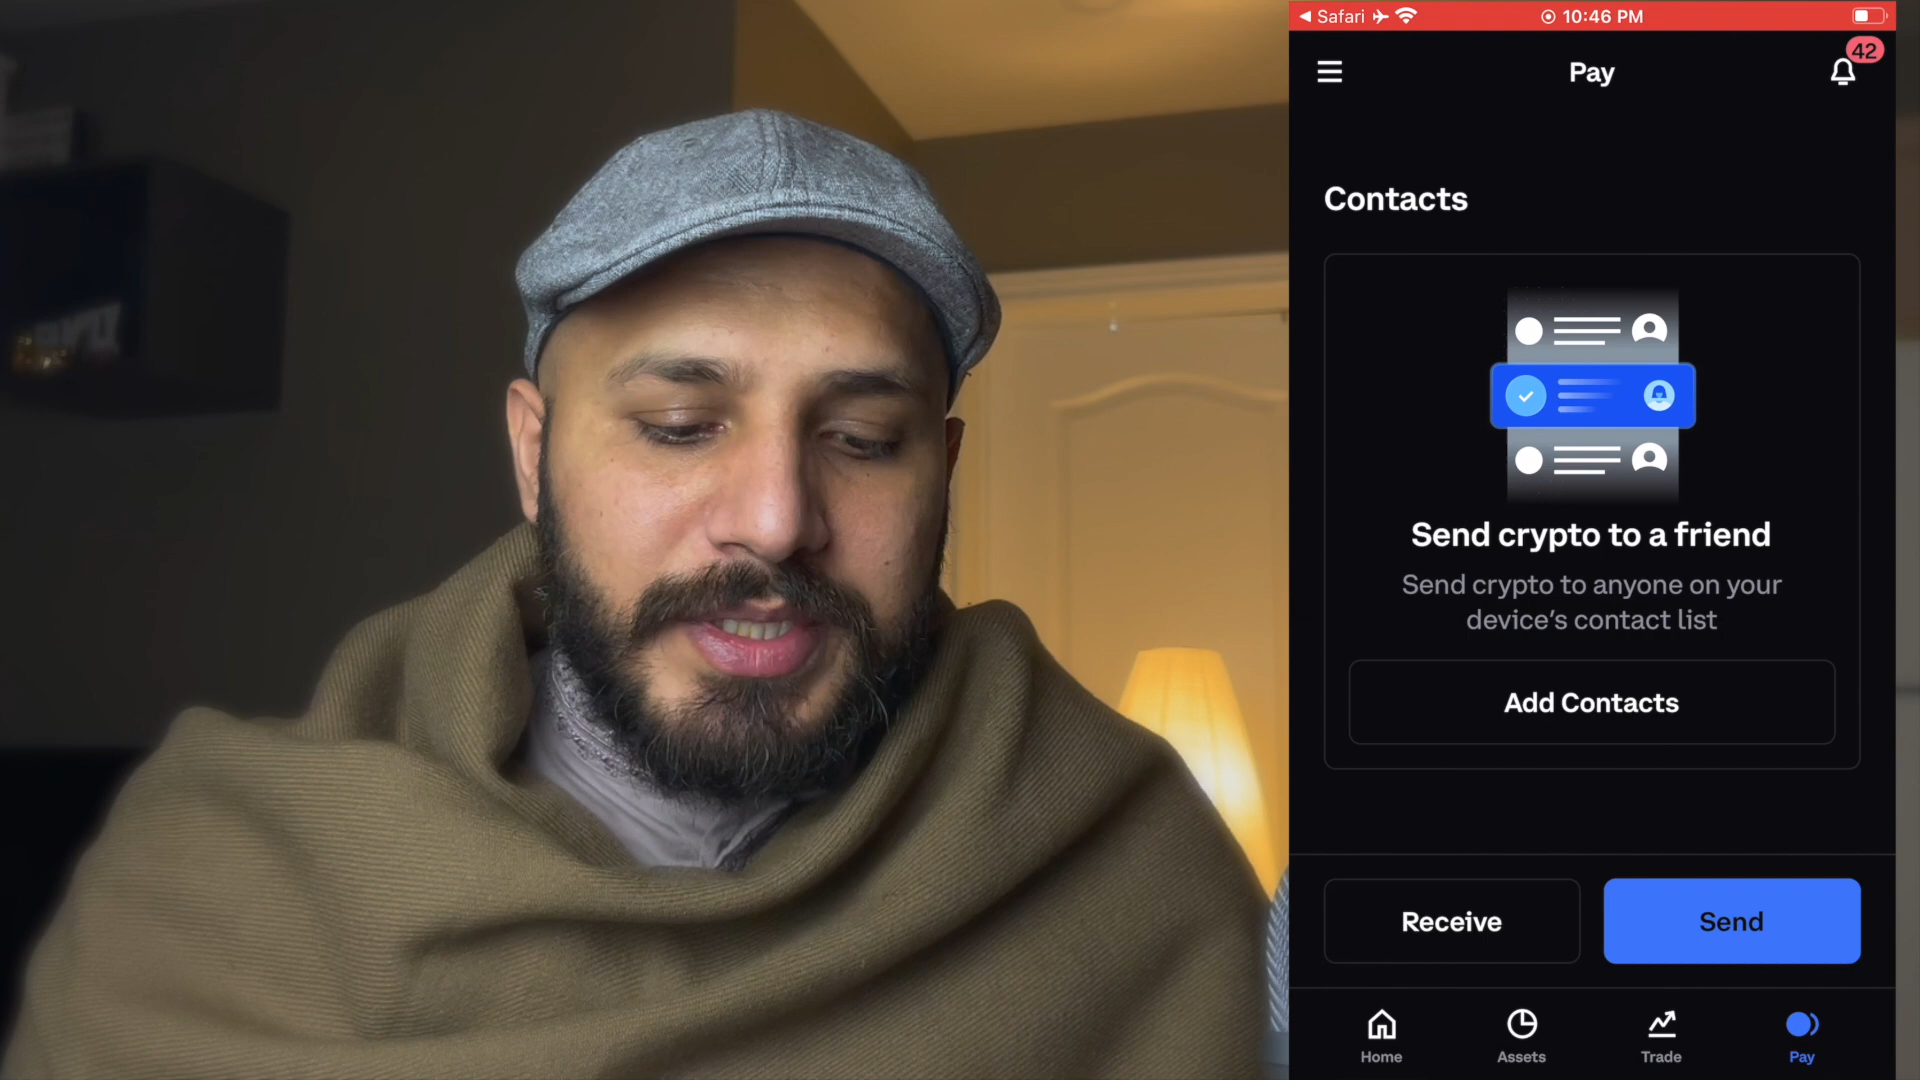 Safari
10:46 PM
Pay
42
Contacts
Send crypto to a friend
Send crypto to anyone on your
device’s contact list
Add Contacts
Receive
Send
Home
Assets
Trade
Pay